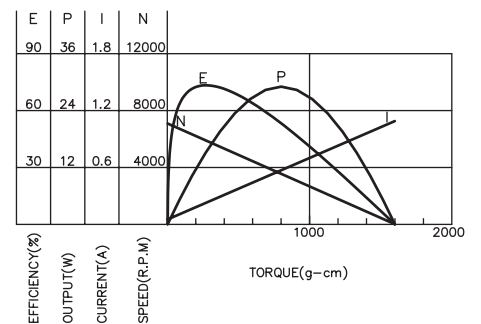 E P I N
90 36 1.8 12000
60 24 1.2 8000
30 12 0.6 4000
E
P
N
I
1000 2000
TORQUE(g-cm)
EFFICIENCY(%)
OUTPUT(W)
CURRENT(A)
SPEED(R.P.M)